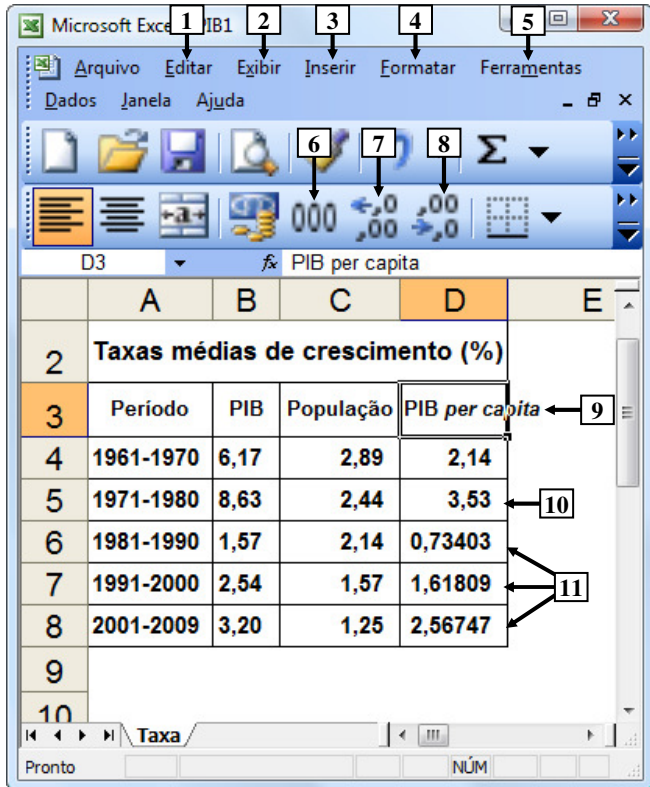 Microsoft Exce PIB1
1 2 3 4 5
Arquivo Editar Exibir Inserir Formatar Ferramentas
Dados Janela Ajuda
6 7 8
Σ
a 000 ,0 ,00 ,00 ,0
D3 fx PIB per capita
A B C D E
2 Taxas médias de crescimento (%)
3 Período PIB População PIB per capita 9
4 1961-1970 6,17 2,89 2,14
5 1971-1980 8,63 2,44 3,53 10
6 1981-1990 1,57 2,14 0,73403
7 1991-2000 2,54 1,57 1,61809 11
8 2001-2009 3,20 1,25 2,56747
9
10
Taxa
Pronto NÚM